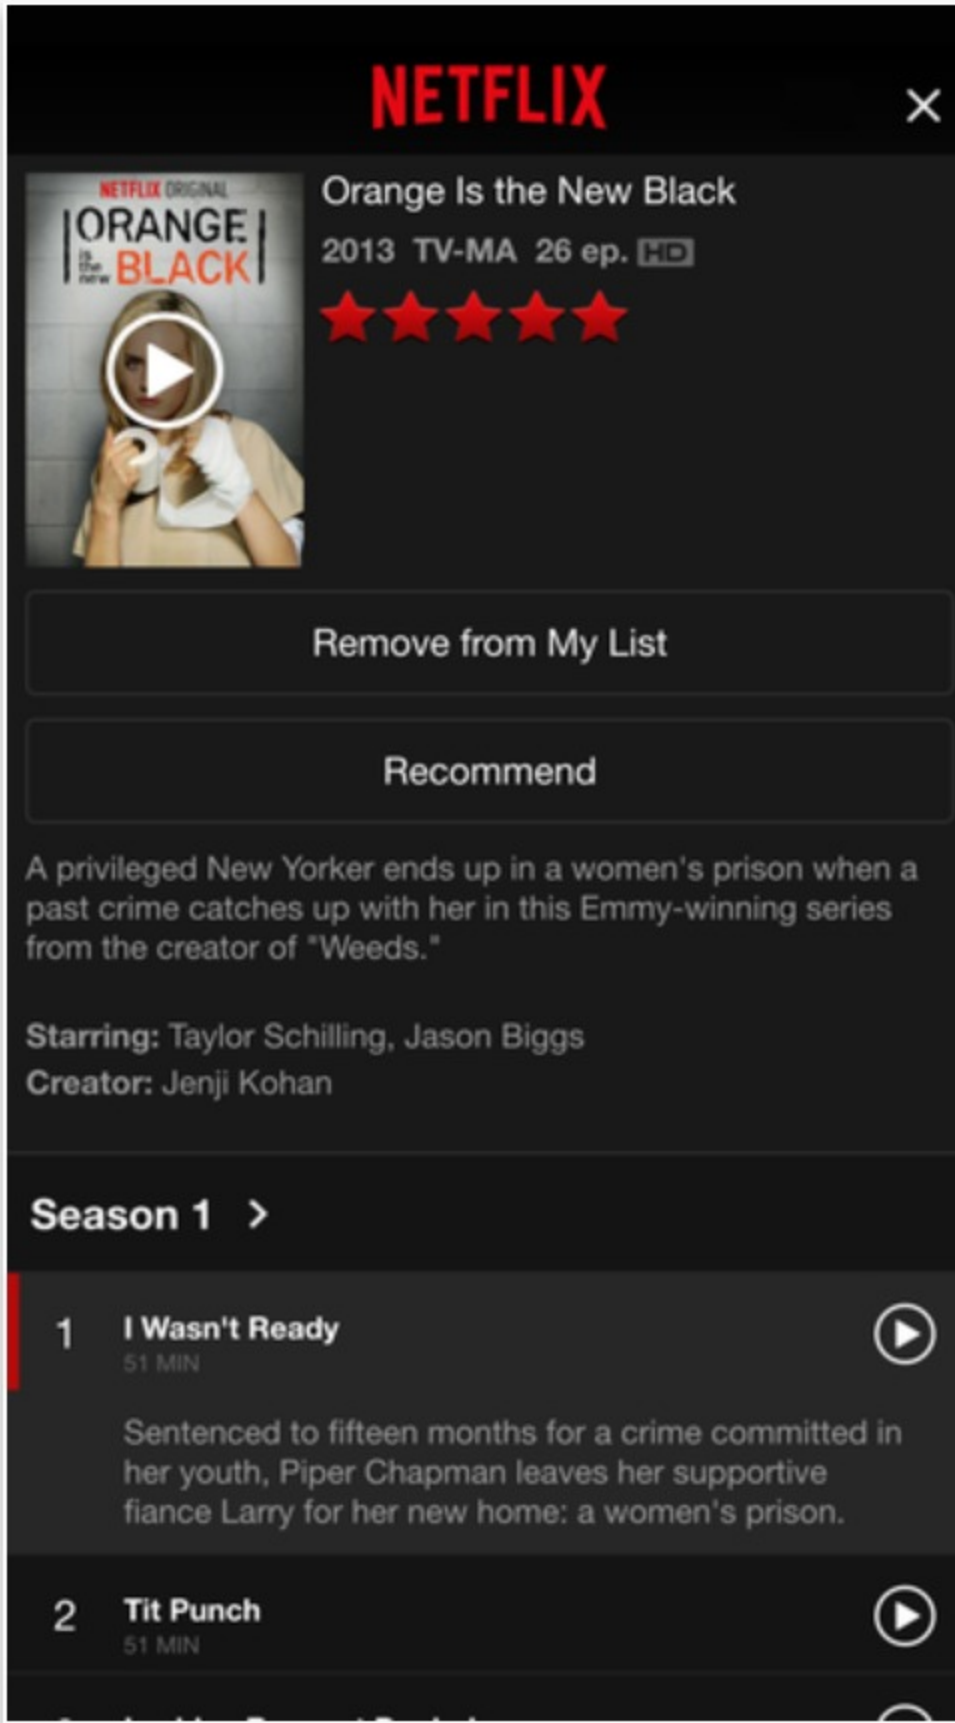 NETFLIX
NETFLIX ORIGINAL
ORANGE
is
the
new BLACK
Orange Is the New Black
2013 TV-MA 26 ep. HD
Remove from My List
Recommend
A privileged New Yorker ends up in a women's prison when a
past crime catches up with her in this Emmy-winning series
from the creator of "Weeds."
Starring: Taylor Schilling, Jason Biggs
Creator: Jenji Kohan
Season 1
1 I Wasn't Ready
51 MIN
Sentenced to fifteen months for a crime committed in
her youth, Piper Chapman leaves her supportive
fiance Larry for her new home: a women's prison.
2 Tit Punch
51 MIN